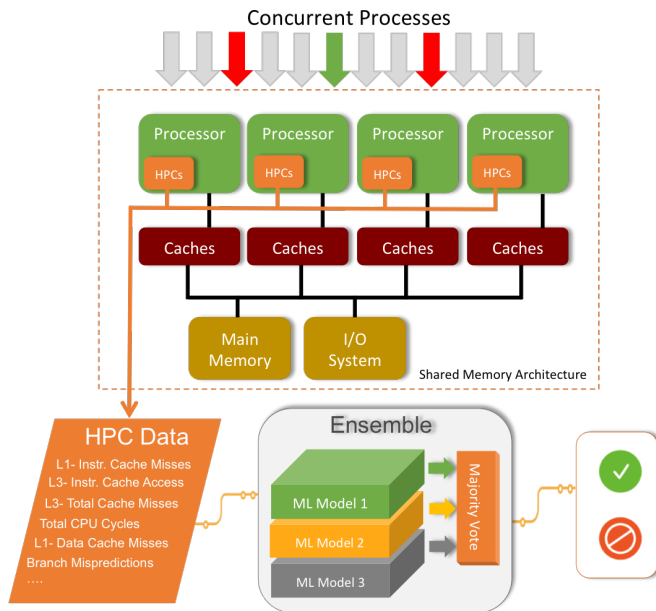 Concurrent Processes
Processor Processor Processor Processor
HPCs HPCs HPCs HPCs
Caches Caches Caches Caches
Main I/O
Memory System
Shared Memory Architecture
HPC Data
L1- Instr. Cache Misses
L3- Instr. Cache Access
L3- Total Cache Misses
Total CPU Cycles
L1- Data Cache Misses
Branch Mispredictions
....
Ensemble
ML Model 1
ML Model 2
ML Model 3
Majority Vote